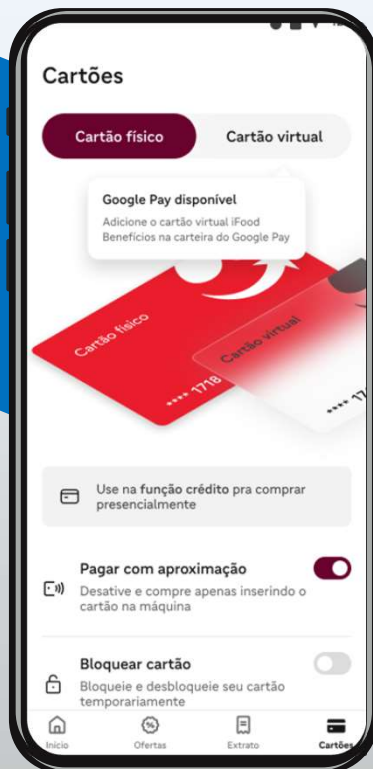 Cartões
Cartão físico
Cartão virtual
Google Pay disponível
Adicione o cartão virtual iFood
Benefícios na carteira do Google Pay
Cartão físico
**** 1718
Cartão virtual
**** 17
Use na função crédito pra comprar
presencialmente
Pagar com aproximação
Desative e compre apenas inserindo o
cartão na máquina
Bloquear cartão
Bloqueie e desbloqueie seu cartão
temporariamente
Início
Ofertas
Extrato
Cartões